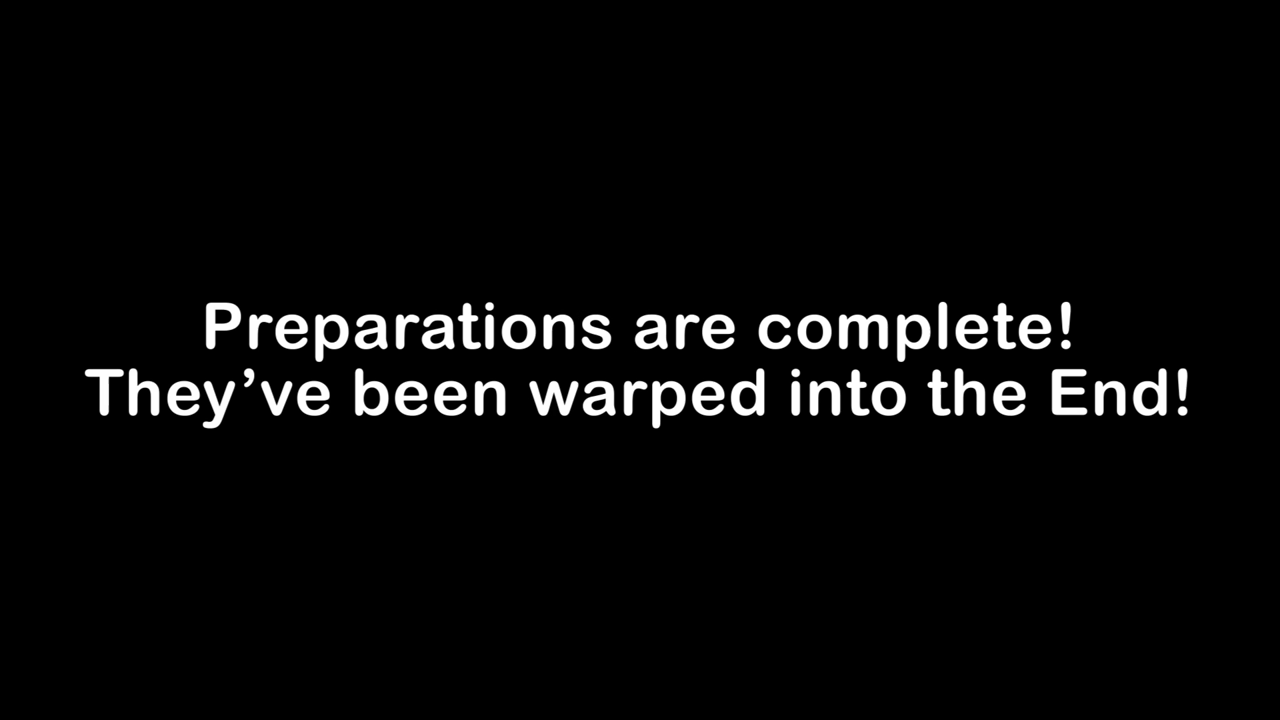 Preparations are complete!
They’ve been warped into the End!